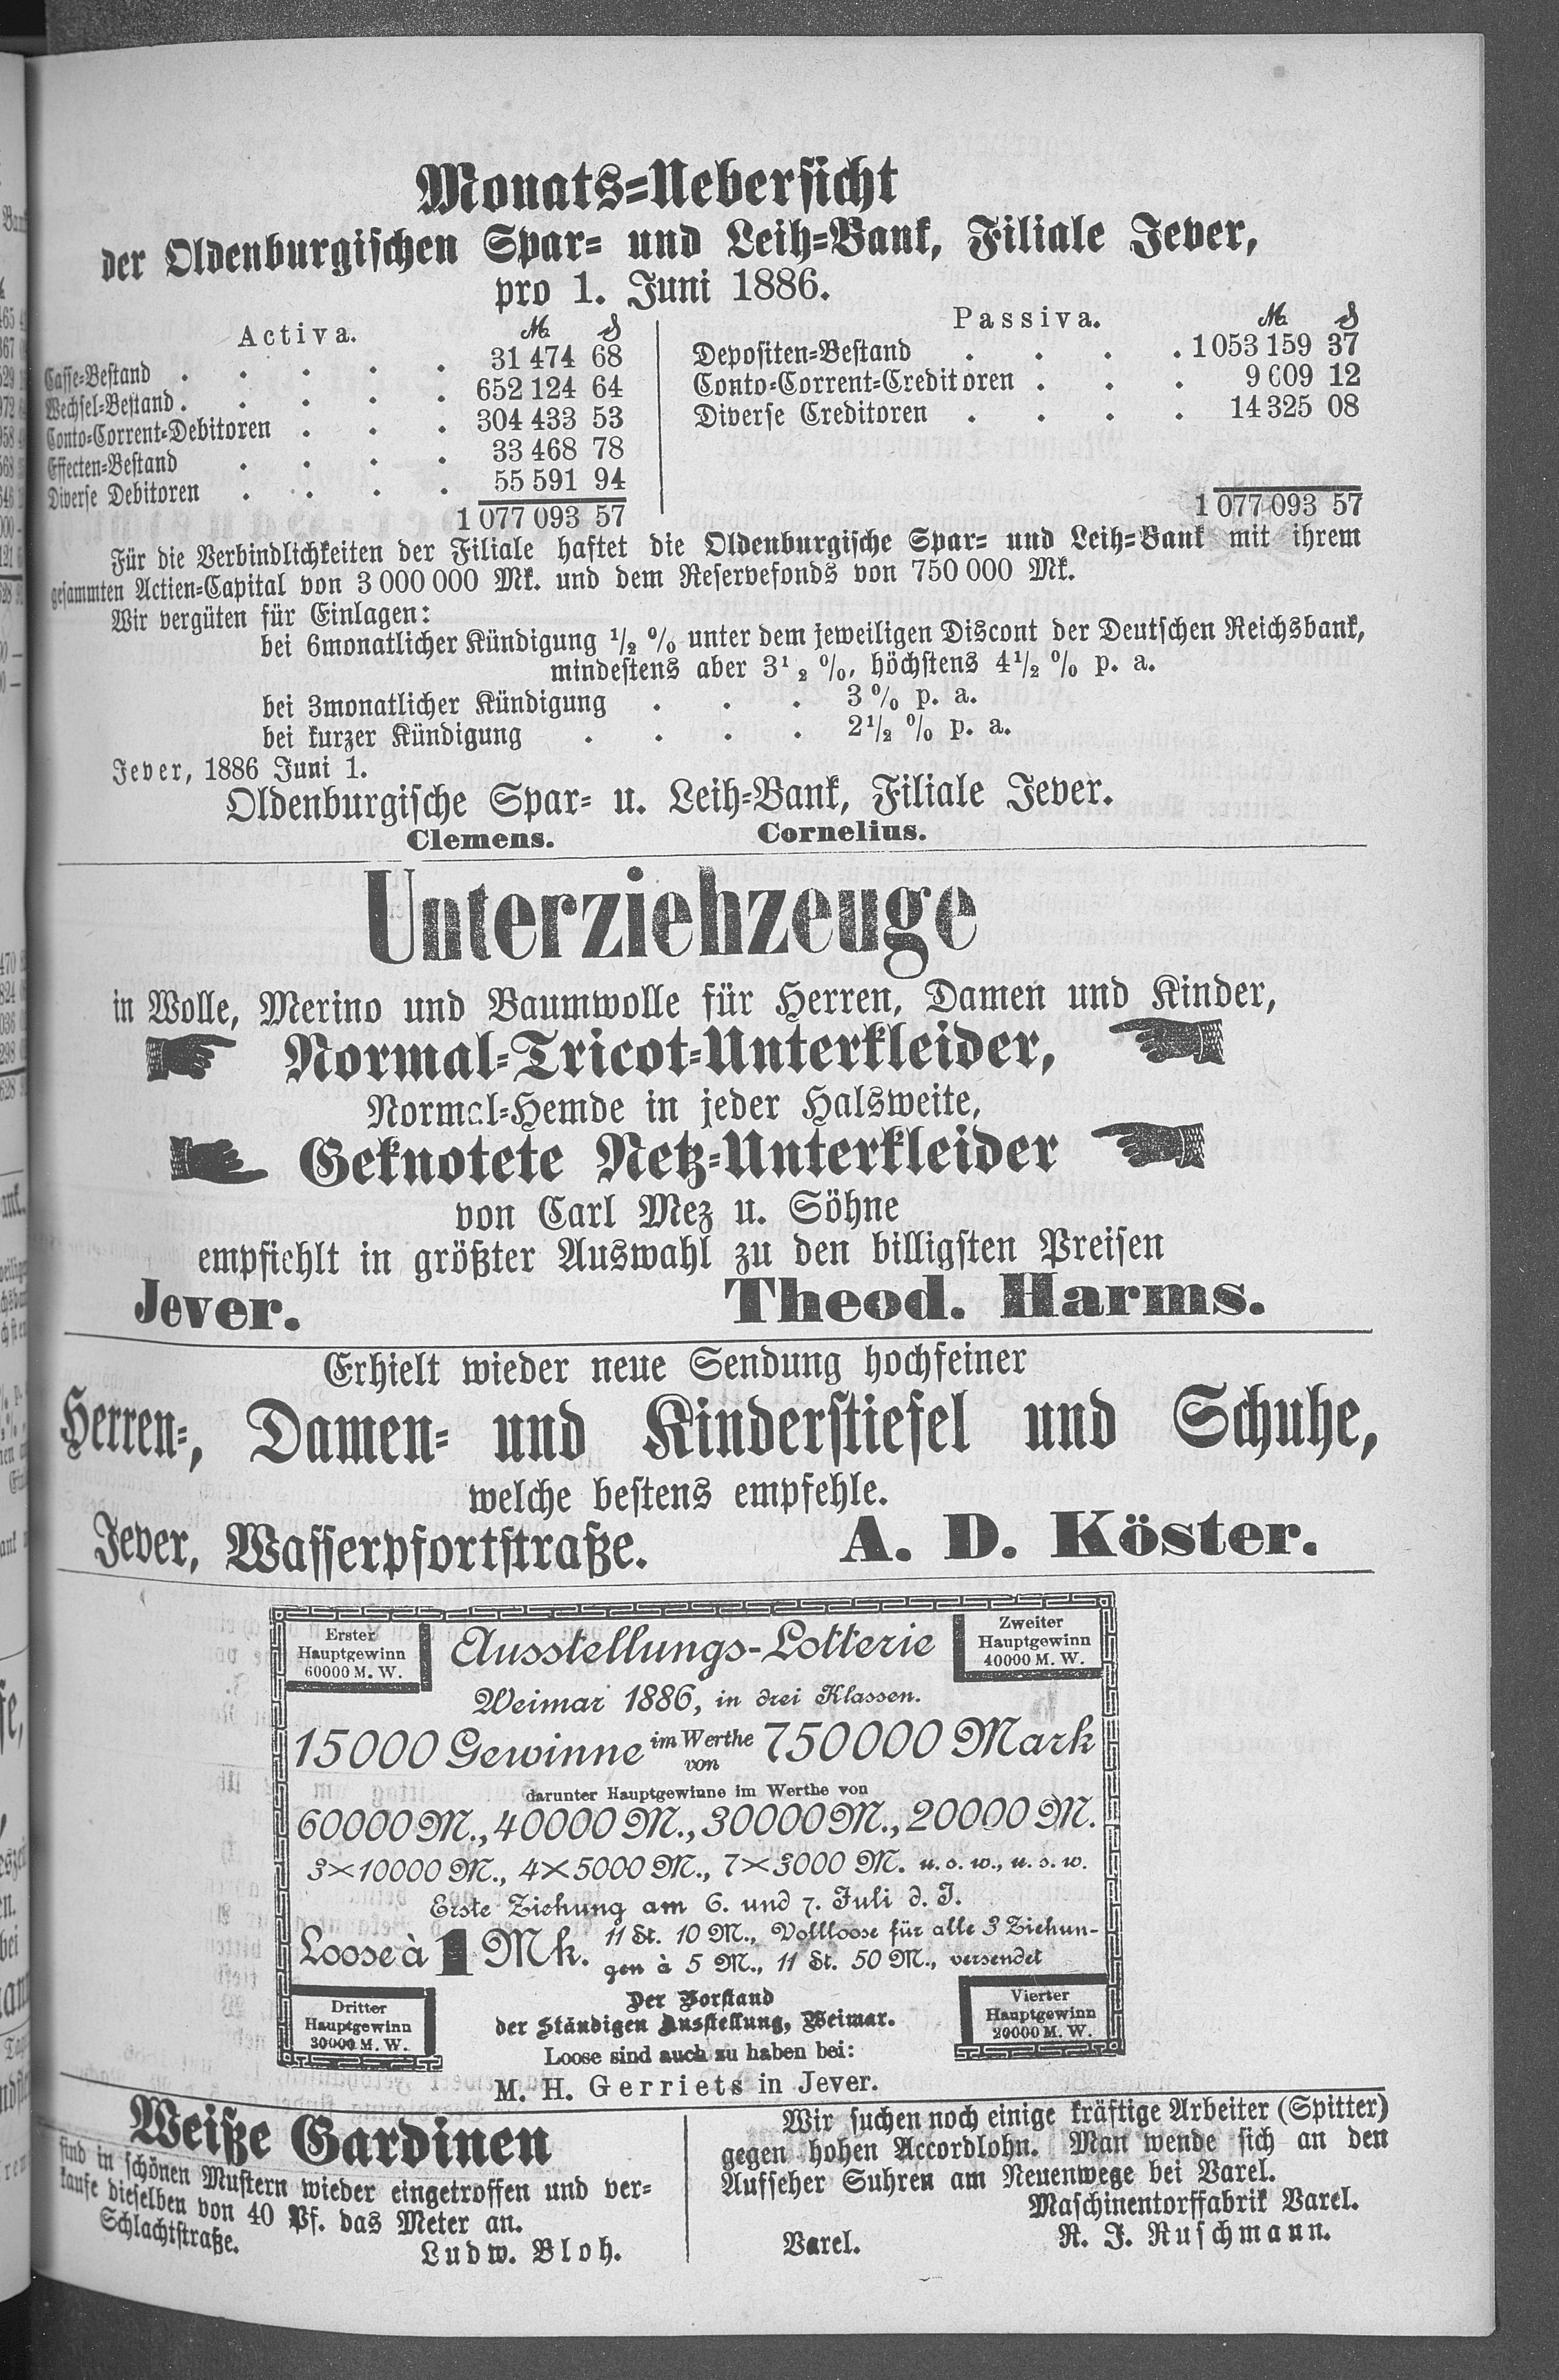 Monats=Uebersicht
der Oldenburgischen Spar= und Leih=Bank, Filiale Jever,
pro 1. Juni 1886.
Activa. M. ₰
Casse=Bestand . . . . . 31 474 68
Wechsel=Bestand . . . . . 652 124 64
Conto=Corrent=Debitoren . . . 304 433 53
Effecten=Bestand . . . . 33 468 78
Diverse Debitoren . . . . 55 591 94
1 077 093 57
Passiva. M. ₰
Depositen=Bestand . . . . 1 053 159 37
Conto=Corrent=Creditoren . . . 9 609 12
Diverse Creditoren . . . . 14 325 08
1 077 093 57
Für die Verbindlichkeiten der Filiale haftet die Oldenburgische Spar= und Leih=Bank mit ihrem
gesammten Actien=Capital von 3 000 000 Mk. und dem Reservefonds von 750 000 Mk.
Wir vergüten für Einlagen:
bei 6monatlicher Kündigung 1/2 % unter dem jeweiligen Discont der Deutschen Reichsbank,
mindestens aber 3 1/2 %, höchstens 4 1/2 % p. a.
bei 3monatlicher Kündigung . . . 3 % p. a.
bei kurzer Kündigung . . . . 2 1/2 % p. a.
Jever, 1886 Juni 1.
Oldenburgische Spar= u. Leih=Bank, Filiale Jever.
Clemens. Cornelius.
Unterziehzeuge
in Wolle, Merino und Baumwolle für Herren, Damen und Kinder,
Normal=Tricot=Unterkleider,
Normal=Hemde in jeder Halsweite,
Geknotete Netz=Unterkleider
von Carl Mez u. Söhne
empfiehlt in größter Auswahl zu den billigsten Preisen
Jever. Theod. Harms.
Erhielt wieder neue Sendung hochfeiner
Herren=, Damen= und Kinderstiefel und Schuhe,
welche bestens empfehle.
Jever, Wasserpfortstraße. A. D. Köster.
Erster
Hauptgewinn
60000 M. W.
Ausstellungs-Lotterie
Zweiter
Hauptgewinn
40000 M. W.
Weimar 1886, in drei Klassen.
15000 Gewinne im Werthe von 750000 Mark
darunter Hauptgewinne im Werthe von
60000 M., 40000 M., 30000 M., 20000 M.
3×10000 M., 4×5000 M., 7×3000 M. u. s. w., u. s. w.
Erste Ziehung am 6. und 7. Juli d. J.
Loose à 1 Mk. 11 St. 10 M., Vollloose für alle 3 Ziehun-
gen à 5 M., 11 St. 50 M., versendet
Der Vorstand
der Ständigen Ausstellung, Weimar.
Dritter
Hauptgewinn
30000 M. W.
Vierter
Hauptgewinn
20000 M. W.
Loose sind auch zu haben bei:
M. H. Gerriets in Jever.
Weiße Gardinen
sind in schönen Mustern wieder eingetroffen und ver=
kaufe dieselben von 40 Pf. das Meter an.
Schlachtstraße. Ludw. Bloh.
Wir suchen noch einige kräftige Arbeiter (Spitter)
gegen hohen Accordlohn. Man wende sich an den
Aufseher Suhren am Neuenwege bei Varel.
Maschinentorffabrik Varel.
Varel. R. J. Ruschmann.